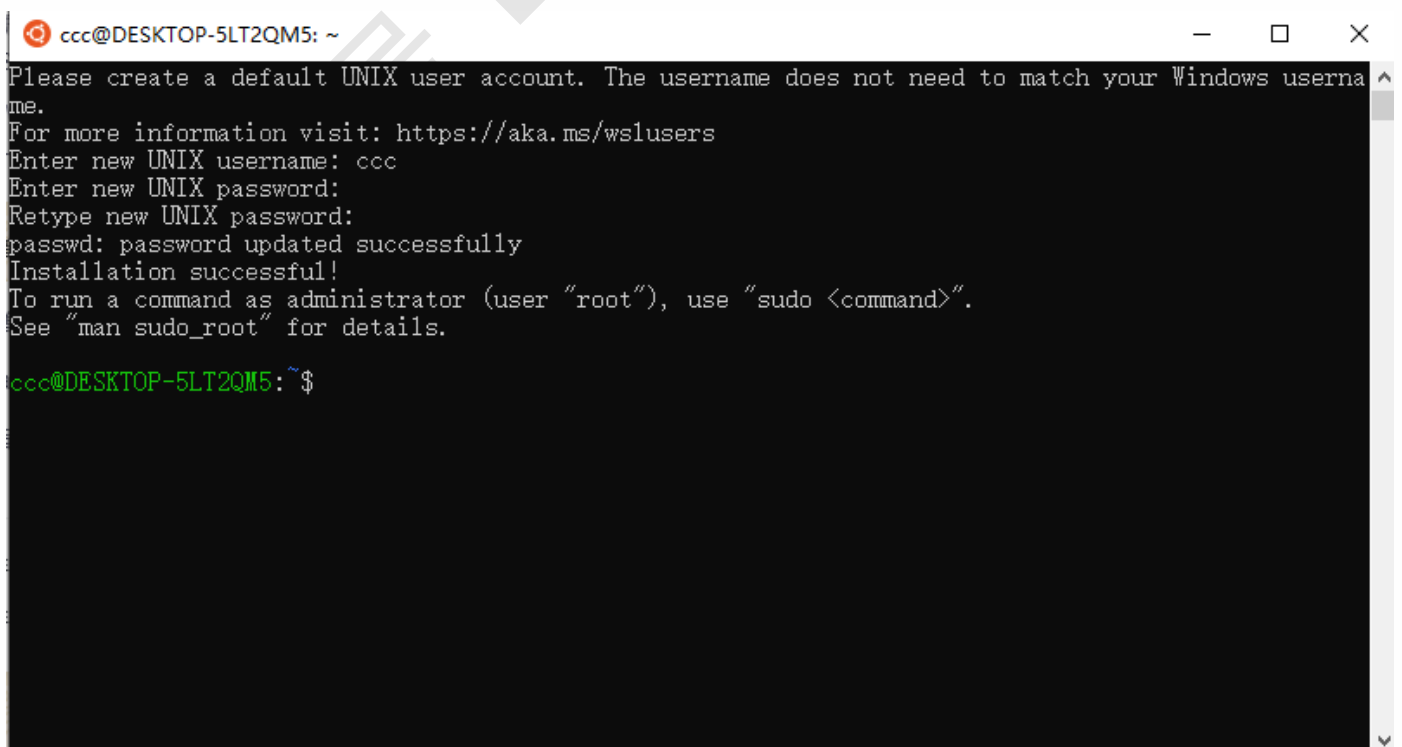 ccc@DESKTOP-5LT2QM5: ~
Please create a default UNIX user account. The username does not need to match your Windows userna
me.
For more information visit: https://aka.ms/wslusers
Enter new UNIX username: ccc
Enter new UNIX password:
Retype new UNIX password:
passwd: password updated successfully
Installation successful!
To run a command as administrator (user "root"), use "sudo <command>".
See "man sudo_root" for details.
ccc@DESKTOP-5LT2QM5:~$